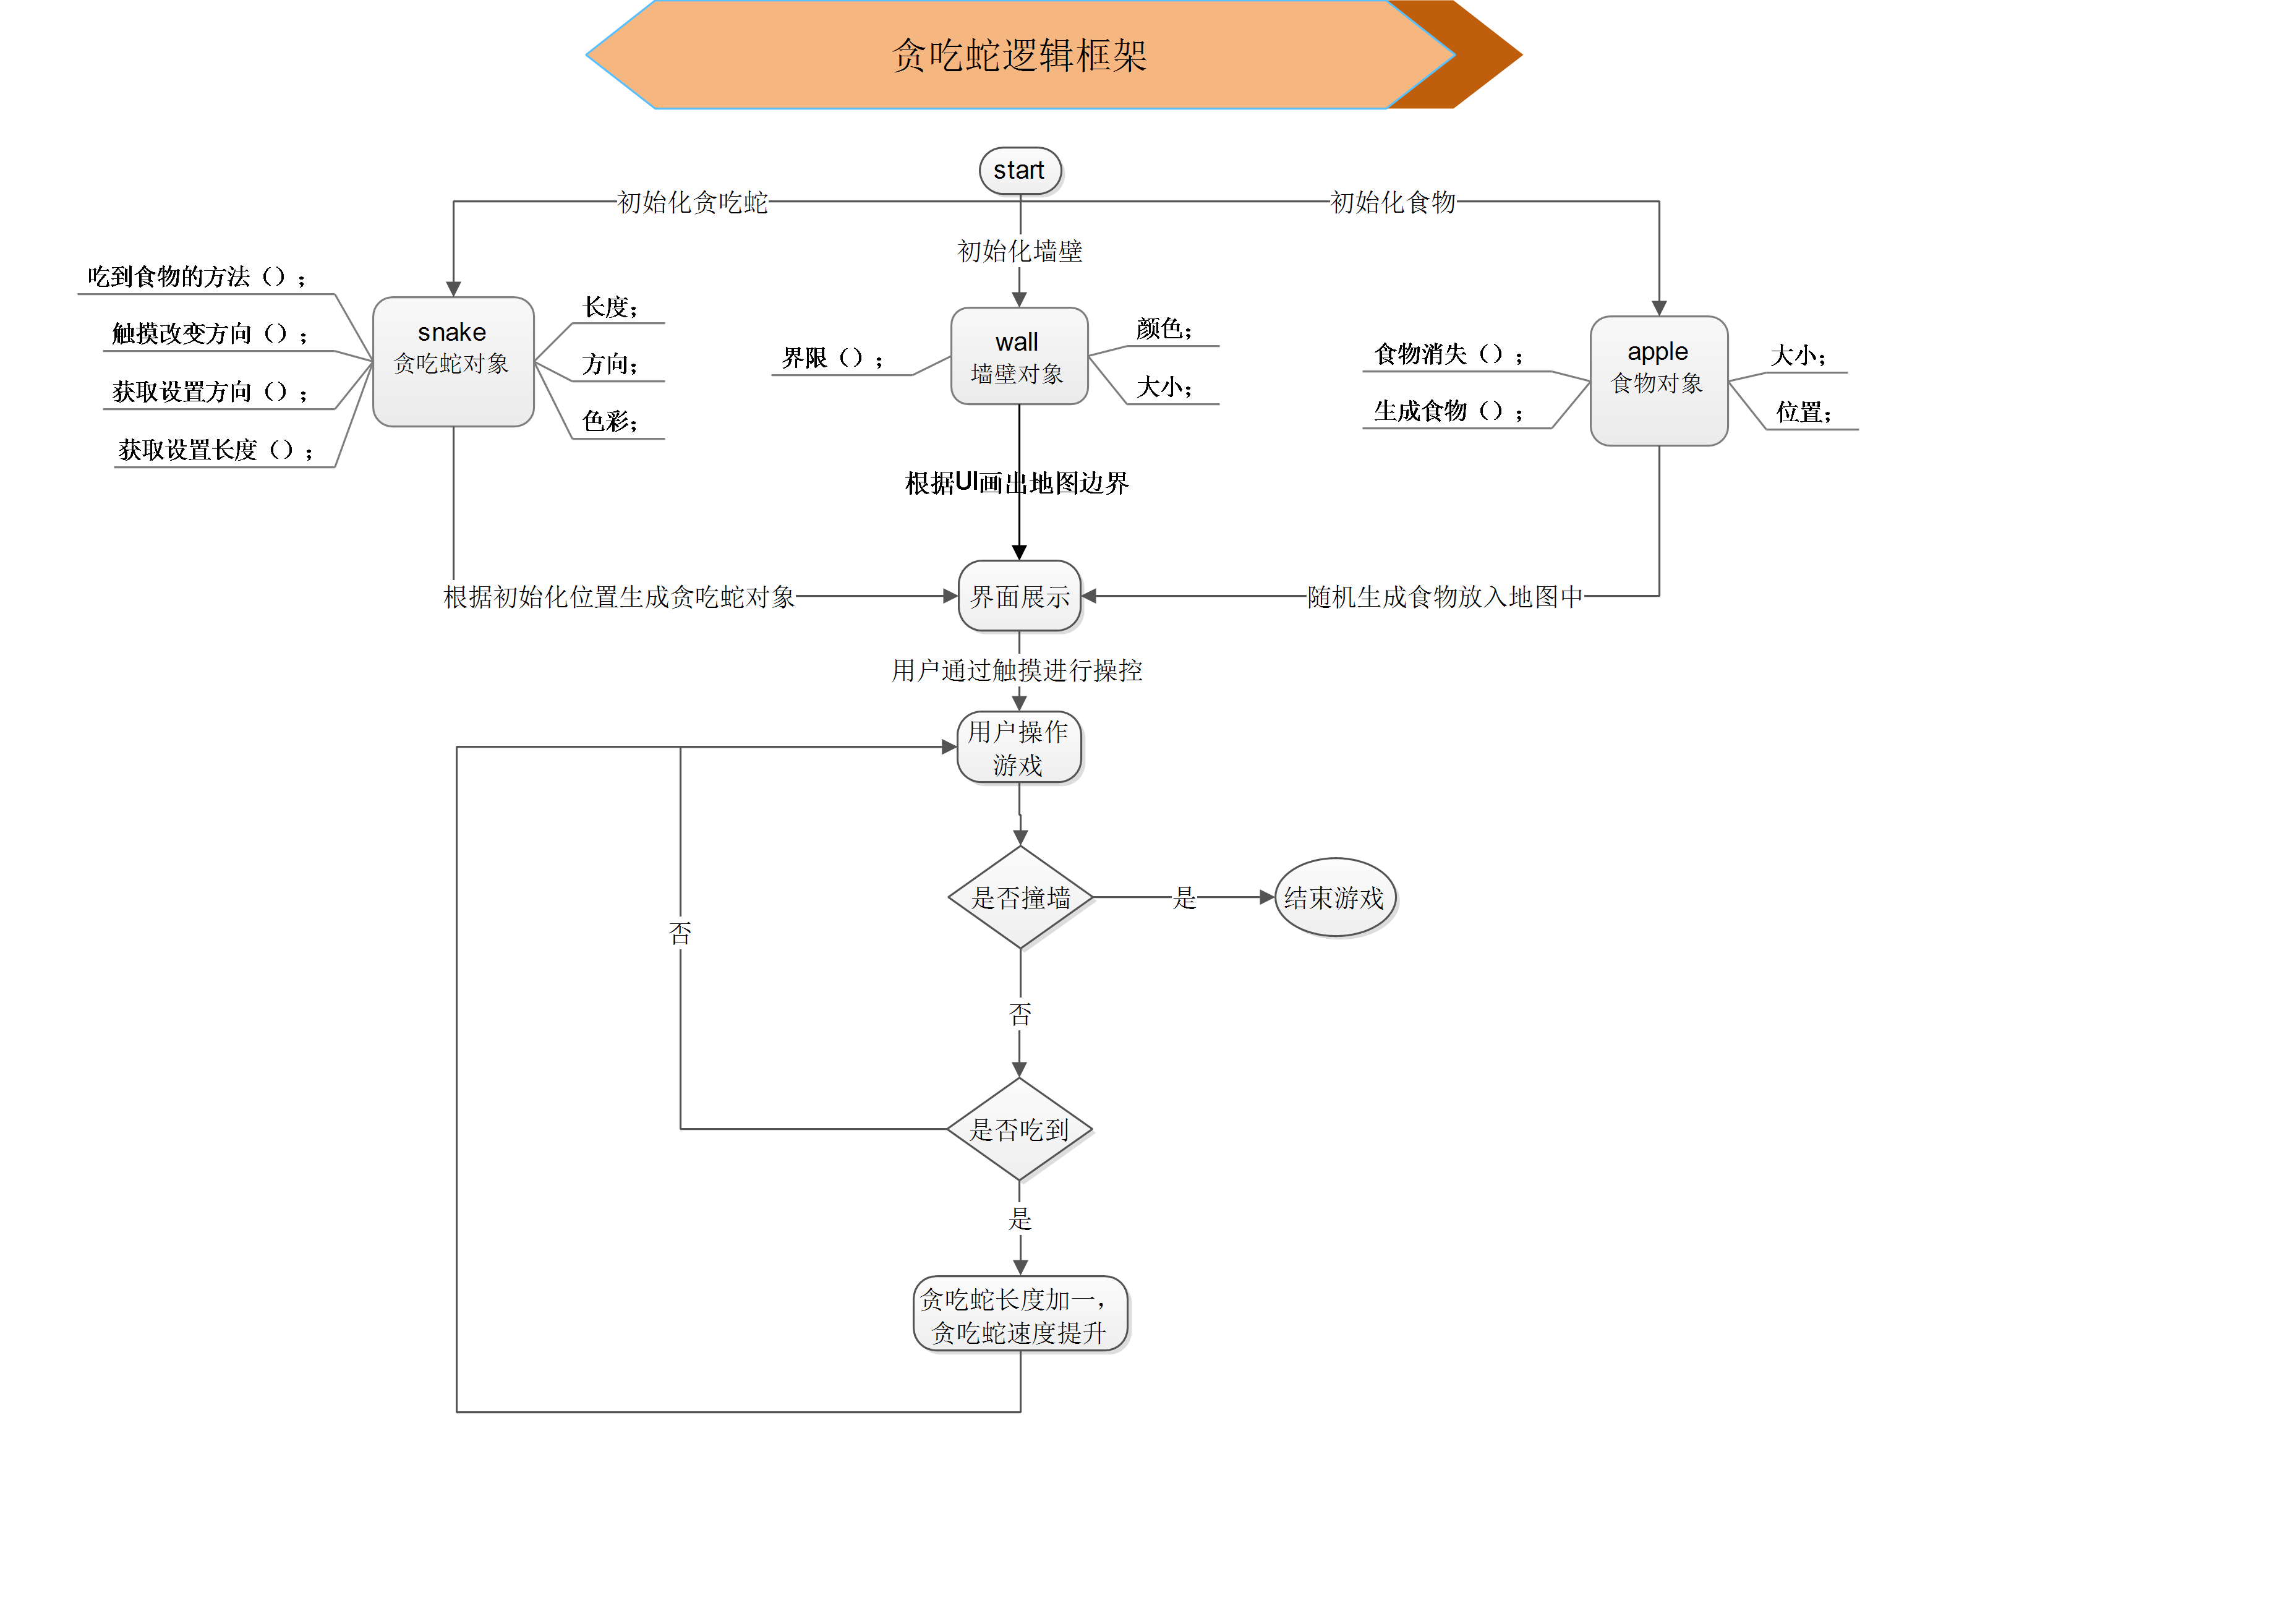 贪吃蛇逻辑框架
start
初始化贪吃蛇
初始化食物
初始化墙壁
吃到食物的方法（）；
触摸改变方向（）；
获取设置方向（）；
获取设置长度（）；
snake
贪吃蛇对象
长度；
方向；
色彩；
界限（）；
wall
墙壁对象
颜色；
大小；
食物消失（）；
生成食物（）；
apple
食物对象
大小；
位置；
根据UI画出地图边界
根据初始化位置生成贪吃蛇对象
界面展示
随机生成食物放入地图中
用户通过触摸进行操控
用户操作
游戏
是否撞墙
是
结束游戏
否
否
是否吃到
是
贪吃蛇长度加一，
贪吃蛇速度提升